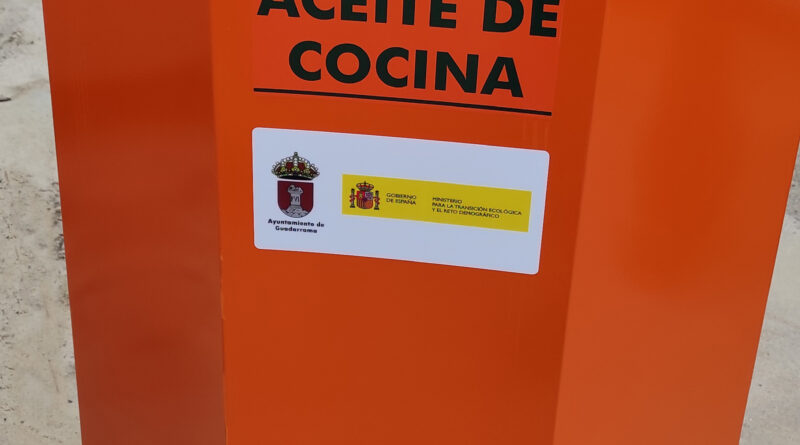 ACEITE DE
COCINA
Ayuntamiento de
Guadarrama
GOBIERNO
DE ESPAÑA
MINISTERIO
PARA LA TRANSICIÓN ECOLÓGICA
Y EL RETO DEMOGRÁFICO